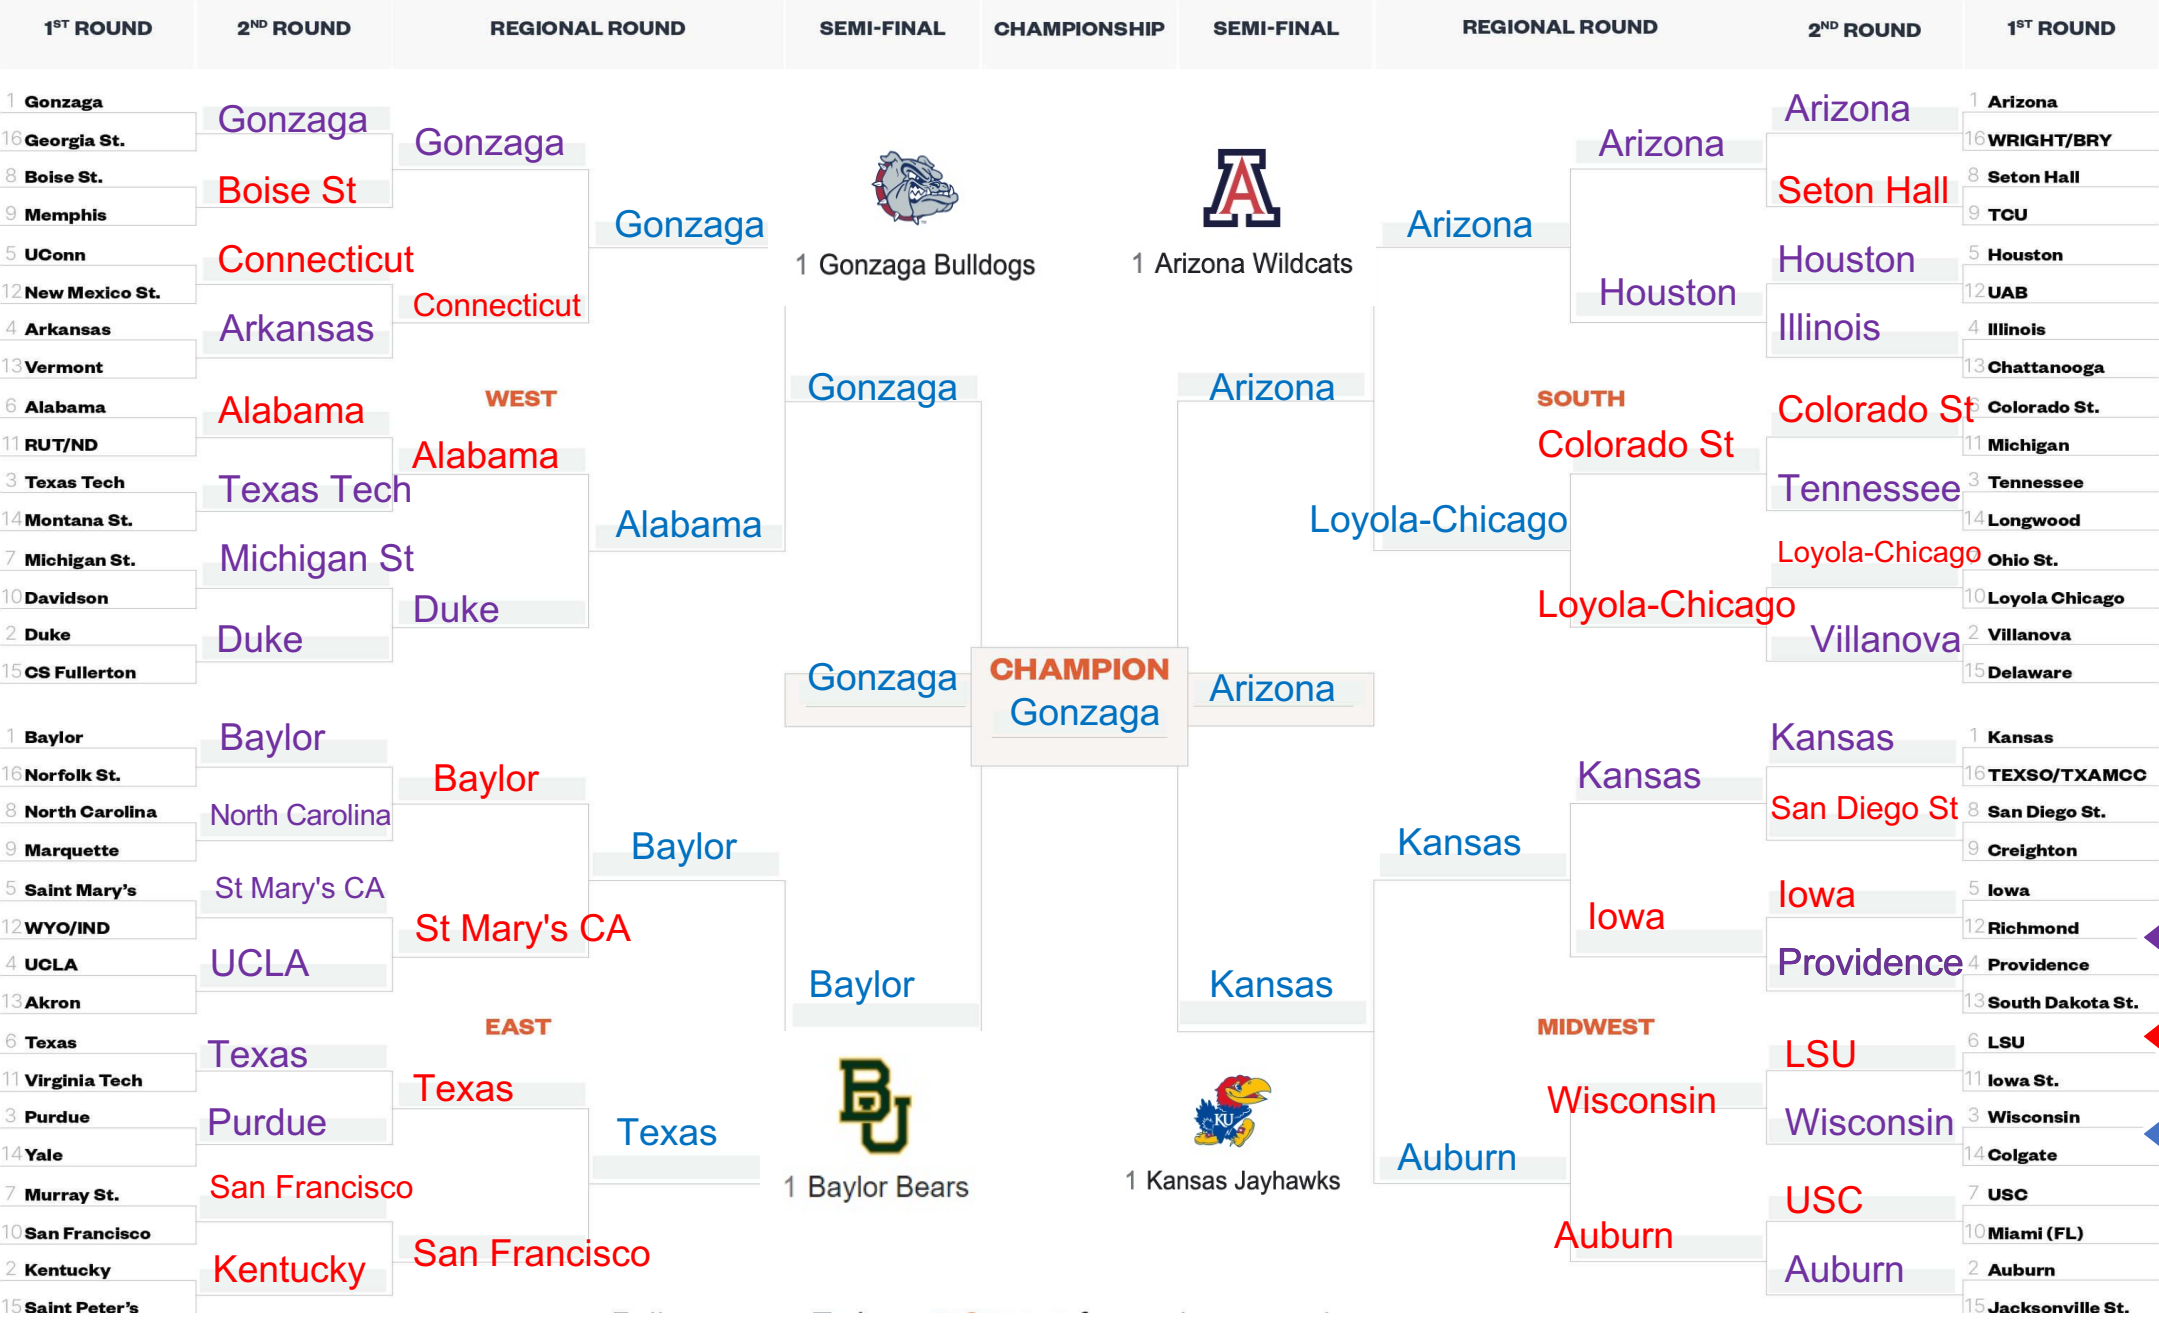 1ST ROUND
2ND ROUND
REGIONAL ROUND
SEMI-FINAL
CHAMPIONSHIP
SEMI-FINAL
REGIONAL ROUND
2ND ROUND
1ST ROUND
1 Gonzaga
16 Georgia St.
8 Boise St.
9 Memphis
5 UConn
12 New Mexico St.
4 Arkansas
13 Vermont
6 Alabama
11 RUT/ND
3 Texas Tech
14 Montana St.
7 Michigan St.
10 Davidson
2 Duke
15 CS Fullerton
Gonzaga
Boise St
Connecticut
Arkansas
Alabama
Texas Tech
Michigan St
Duke
Gonzaga
Connecticut
WEST
Alabama
Duke
Gonzaga
Alabama
1 Gonzaga Bulldogs
Gonzaga
1 Baylor
16 Norfolk St.
8 North Carolina
9 Marquette
5 Saint Mary's
12 WYO/IND
4 UCLA
13 Akron
6 Texas
11 Virginia Tech
3 Purdue
14 Yale
7 Murray St.
10 San Francisco
2 Kentucky
15 Saint Peter's
Baylor
North Carolina
St Mary's CA
UCLA
Texas
Purdue
San Francisco
Kentucky
Baylor
St Mary's CA
EAST
Texas
San Francisco
Baylor
Texas
Baylor
BU
1 Baylor Bears
Gonzaga
CHAMPION
Gonzaga
Arizona
A
1 Arizona Wildcats
Arizona
Arizona
Loyola-Chicago
Arizona
Houston
SOUTH
Colorado St
Loyola-Chicago
Arizona
Seton Hall
Houston
Illinois
Colorado St
Tennessee
Loyola-Chicago
Villanova
1 Arizona
16 WRIGHT/BRY
8 Seton Hall
9 TCU
5 Houston
12 UAB
4 Illinois
13 Chattanooga
6 Colorado St.
11 Michigan
3 Tennessee
14 Longwood
7 Ohio St.
10 Loyola Chicago
2 Villanova
15 Delaware
Kansas
KU
1 Kansas Jayhawks
Kansas
Auburn
Kansas
Iowa
MIDWEST
Wisconsin
Auburn
Kansas
San Diego St
Iowa
Providence
LSU
Wisconsin
USC
Auburn
1 Kansas
16 TEXSO/TXAMCC
8 San Diego St.
9 Creighton
5 Iowa
12 Richmond
4 Providence
13 South Dakota St.
6 LSU
11 Iowa St.
3 Wisconsin
14 Colgate
7 USC
10 Miami (FL)
2 Auburn
15 Jacksonville St.